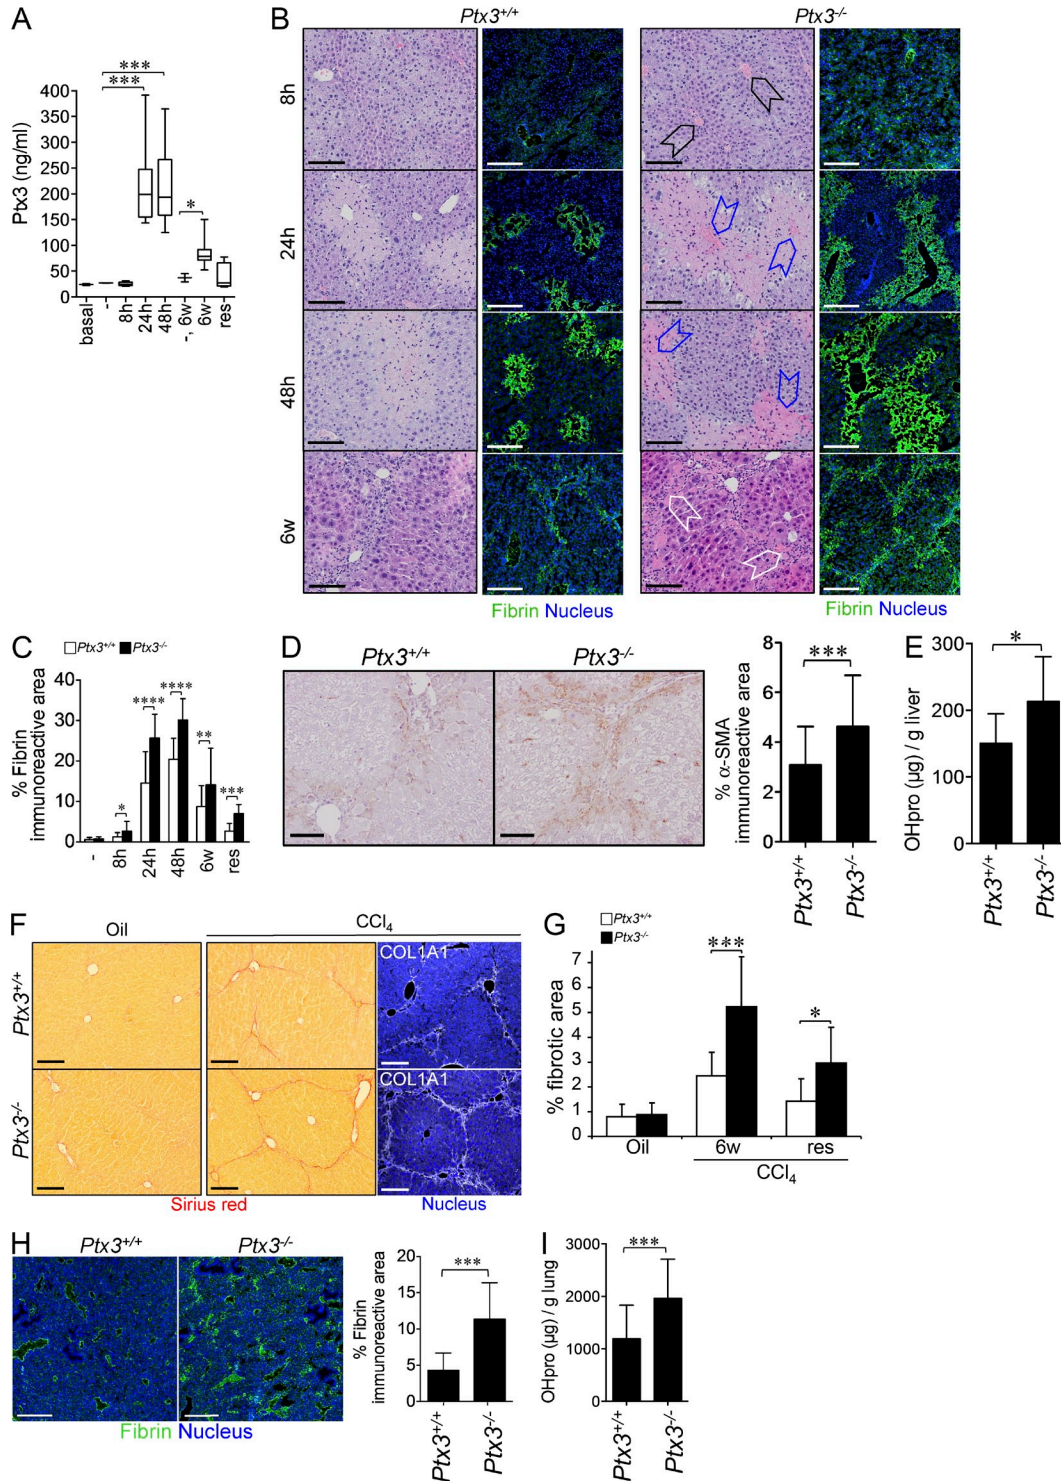 A
***
***
400
350
300
250
200
150
100
50
0
Ptx3 (ng/ml)
*
basal
-
8h
24h
48h
-, 6w
6w
res
B
Ptx3+/+
Ptx3-/-
8h
24h
48h
6w
Fibrin Nucleus
Fibrin Nucleus
C
Ptx3+/+ Ptx3-/-
% Fibrin
immunoreactive area
40
30
20
10
0
*
****
****
**
***
-
8h
24h
48h
6w
res
D
Ptx3+/+
Ptx3-/-
% α-SMA
immunoreactive area
8
6
4
2
0
***
Ptx3+/+
Ptx3-/-
E
OHpro (µg) / g liver
300
200
100
0
*
Ptx3+/+
Ptx3-/-
F
Oil
CCl4
Ptx3+/+
COL1A1
Ptx3-/-
COL1A1
Sirius red
Nucleus
G
Ptx3+/+
Ptx3-/-
% fibrotic area
7
6
5
4
3
2
1
0
***
*
Oil
6w
res
CCl4
H
Ptx3+/+
Ptx3-/-
Fibrin Nucleus
% Fibrin
immunoreactive area
20
15
10
5
0
***
Ptx3+/+
Ptx3-/-
I
OHpro (µg) / g lung
3000
2000
1000
0
***
Ptx3+/+
Ptx3-/-